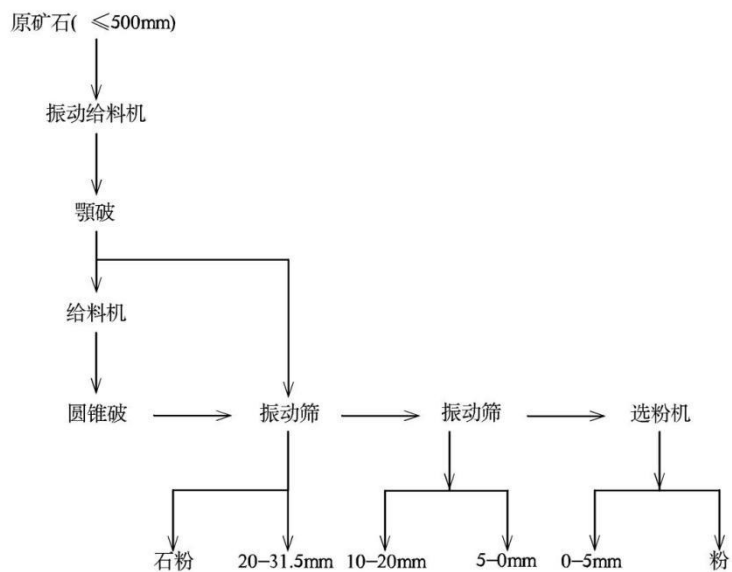 原矿石( ≤500mm)
振动给料机
颚破
给料机
圆锥破 振动筛 振动筛 选粉机
石粉 20-31.5mm 10-20mm 5-0mm 0-5mm 粉